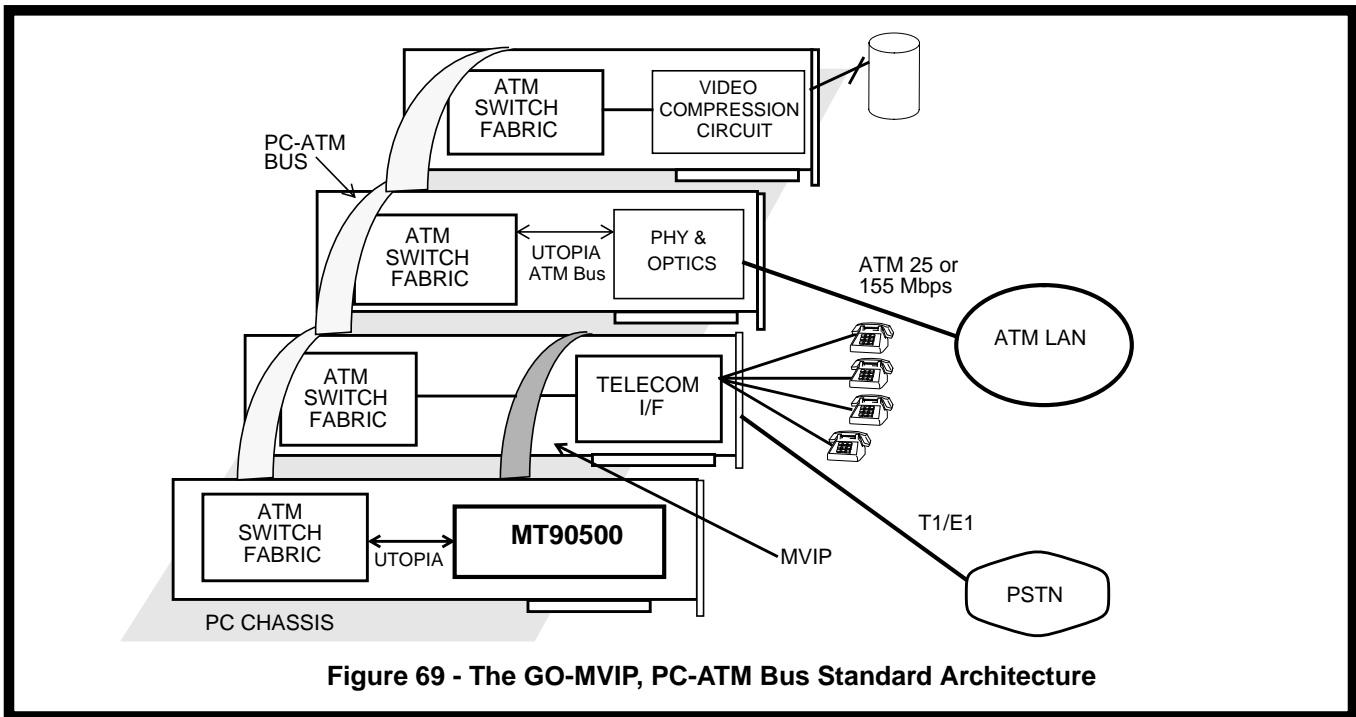 ATM
SWITCH
FABRIC
VIDEO
COMPRESSION
CIRCUIT
PC-ATM
BUS
ATM
SWITCH
FABRIC
UTOPIA
ATM Bus
PHY &
OPTICS
ATM 25 or
155 Mbps
ATM LAN
ATM
SWITCH
FABRIC
TELECOM
I/F
ATM
SWITCH
FABRIC
UTOPIA
MT90500
MVIP
T1/E1
PSTN
PC CHASSIS
Figure 69 - The GO-MVIP, PC-ATM Bus Standard Architecture